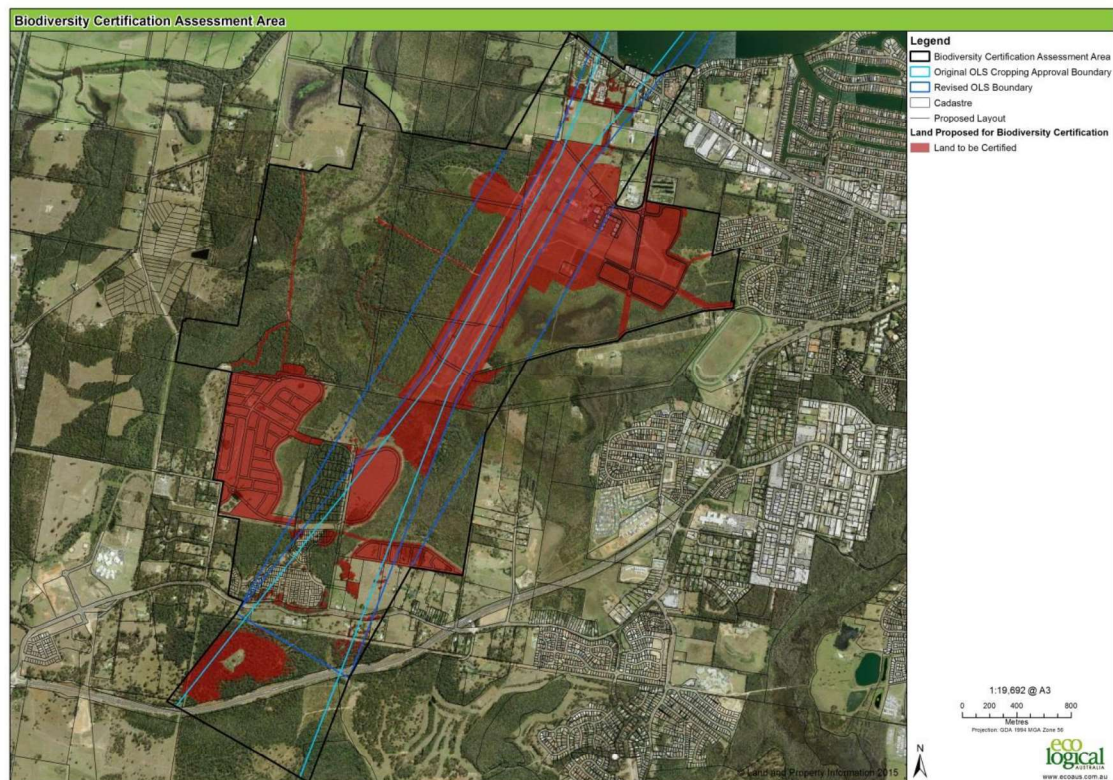 Biodiversity Certification Assessment Area
Legend
Biodiversity Certification Assessment Area
Original OLS Cropping Approval Boundary
Revised OLS Boundary
Cadastre
Proposed Layout
Land Proposed for Biodiversity Certification
Land to be Certified
1:19,692 @ A3
0 200 400 800
Metres
Projection: GDA 1994 MGA Zone 56
N
eco
logical
AUSTRALIA
www.ecoaus.com.au
© Land and Property Information 2015